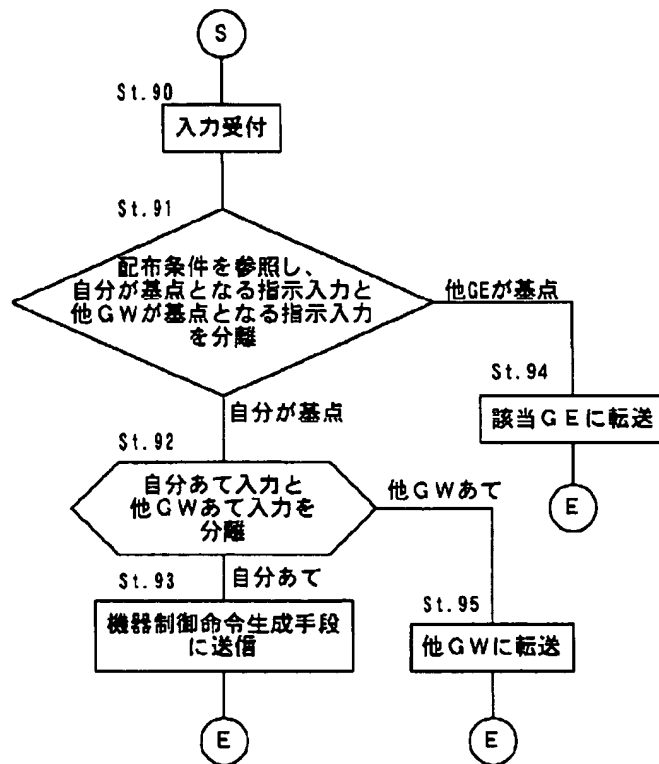 S
St.90
入力受付
St.91
配布条件を参照し、
自分が基点となる指示入力と
他GWが基点となる指示入力
を分離
他GEが基点
St.94
該当GEに転送
E
自分が基点
St.92
自分あて入力と
他GWあて入力を
分離
他GWあて
St.93
自分あて
機器制御命令生成手段
に送信
E
St.95
他GWに転送
E